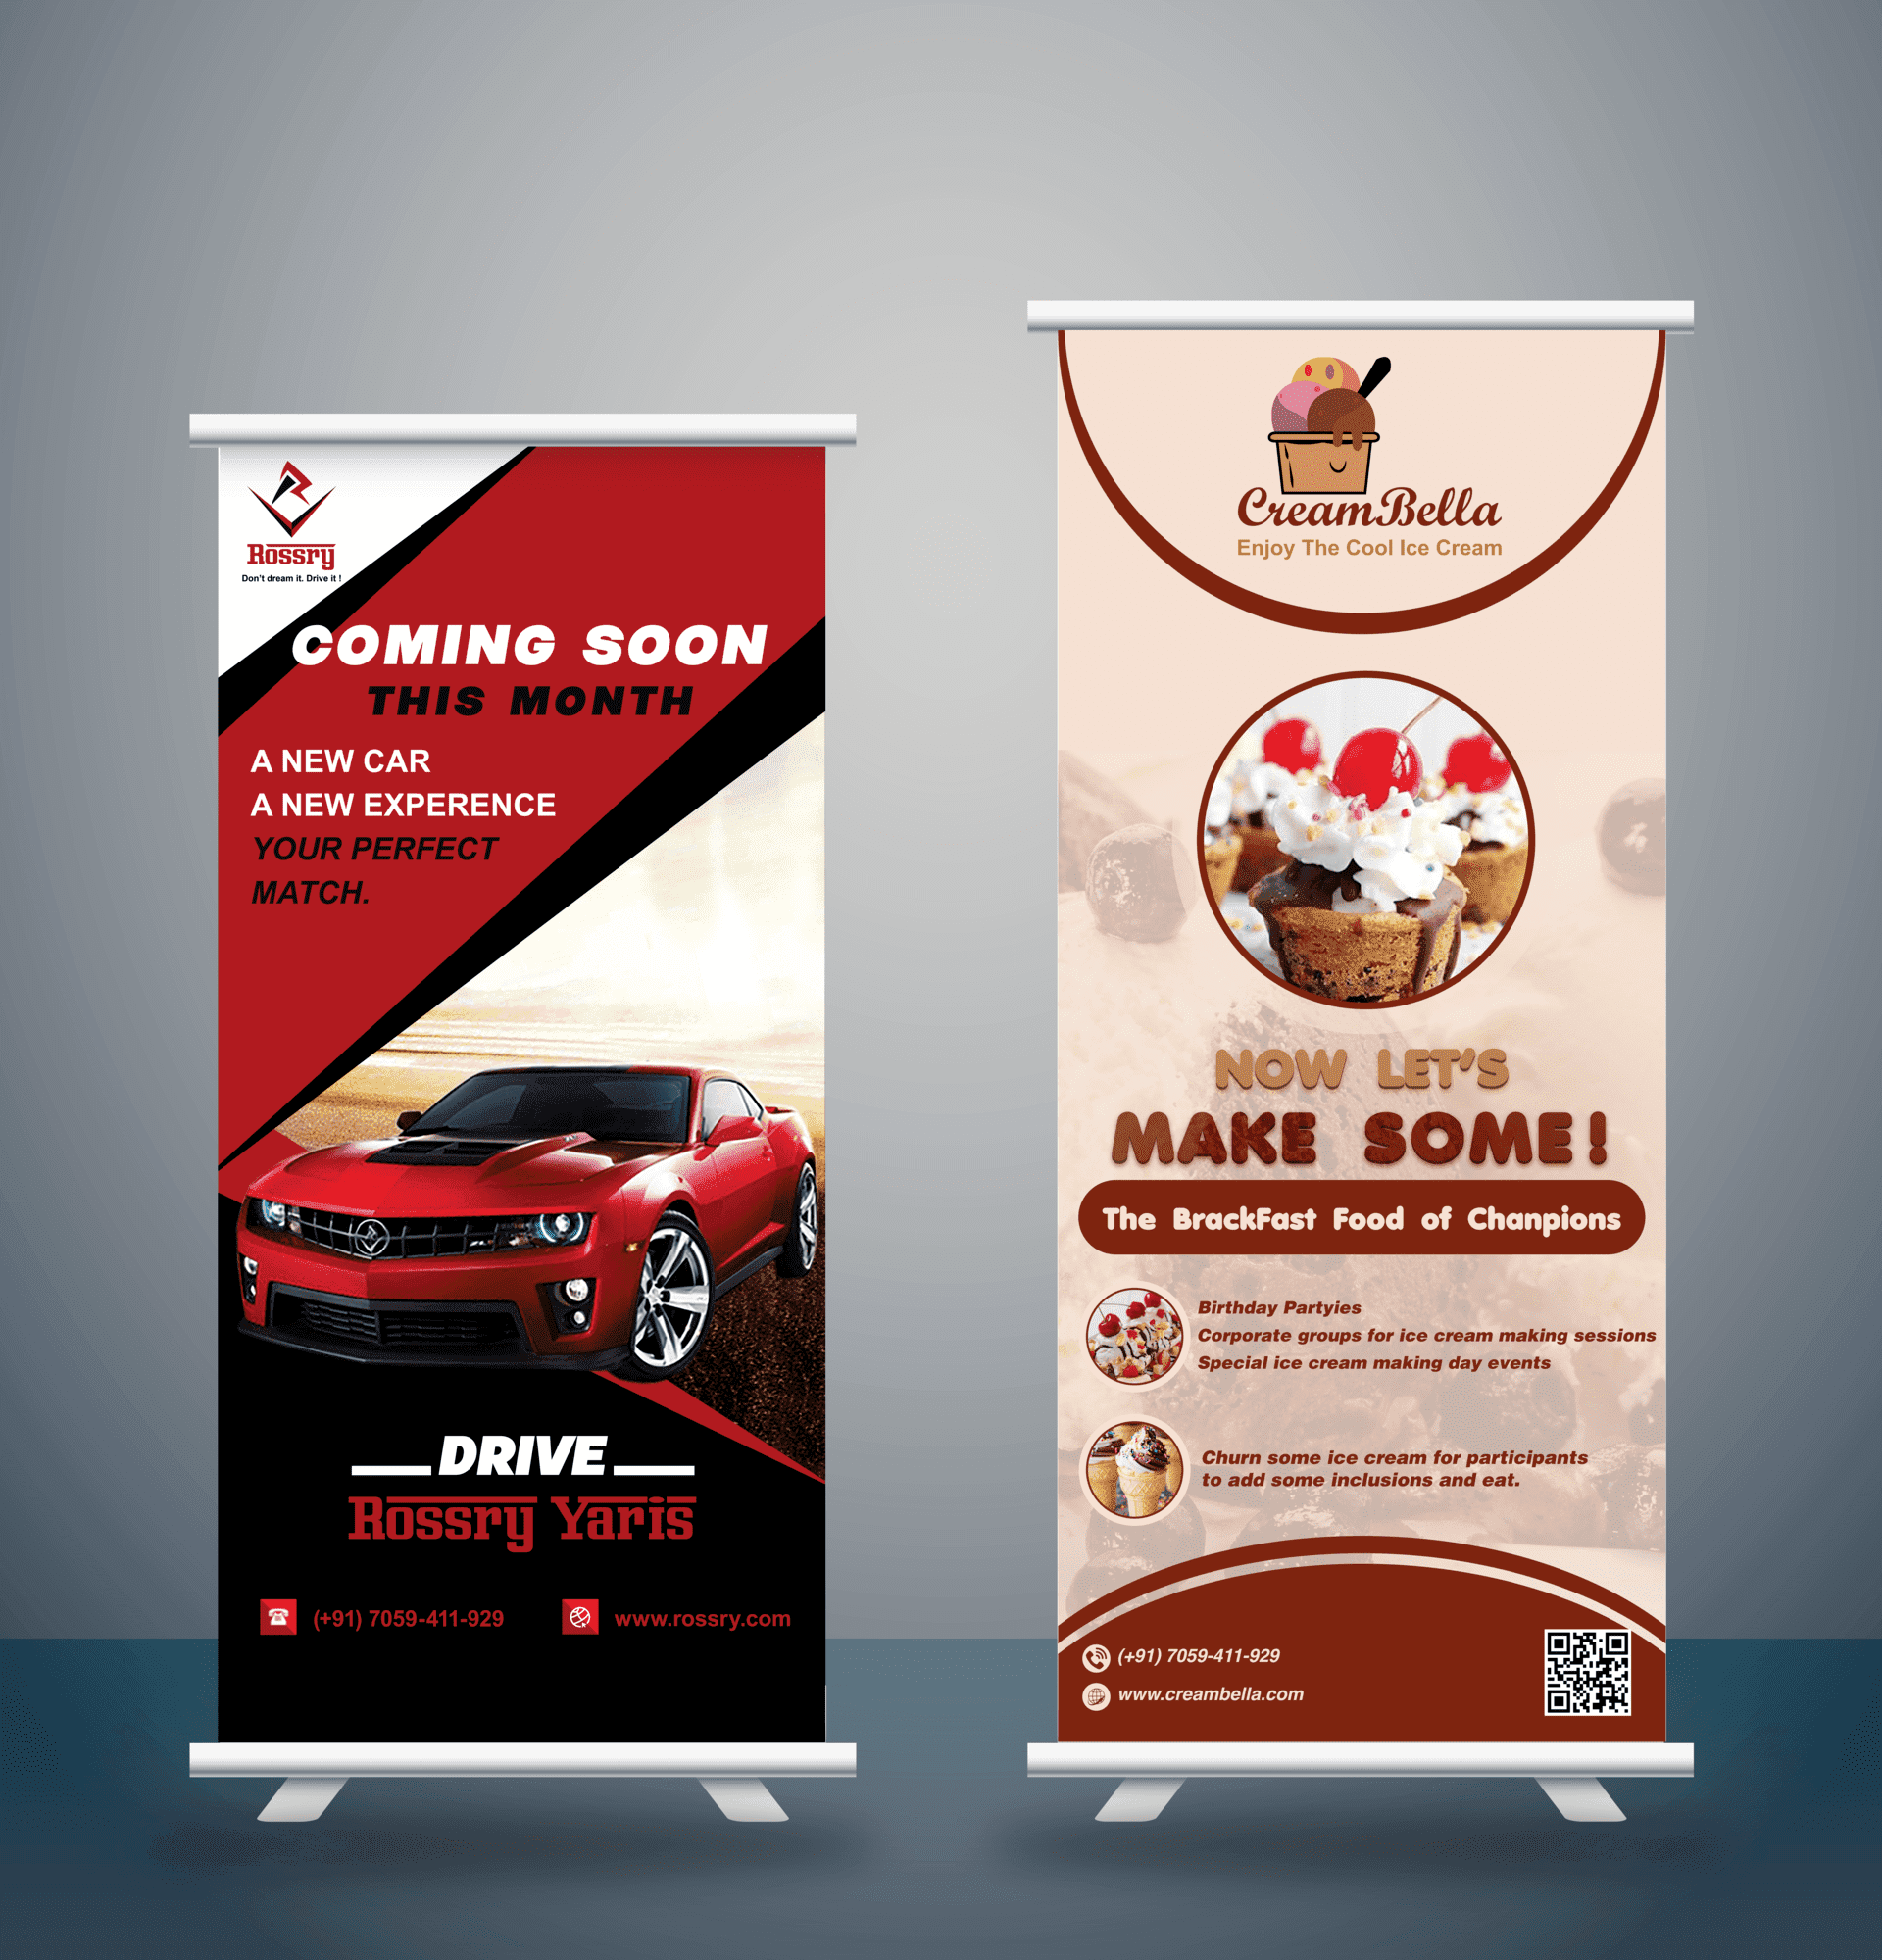 Rossry
Don't dream it. Drive it !
COMING SOON
THIS MONTH
A NEW CAR
A NEW EXPERENCE
YOUR PERFECT
MATCH.
DRIVE
Rossry Yaris
(+91) 7059-411-929
www.rossry.com
CreamBella
Enjoy The Cool Ice Cream
NOW LET'S
MAKE SOME!
The BrackFast Food of Chanpions
Birthday Partyies
Corporate groups for ice cream making sessions
Special ice cream making day events
Churn some ice cream for participants
to add some inclusions and eat.
(+91) 7059-411-929
www.creambella.com